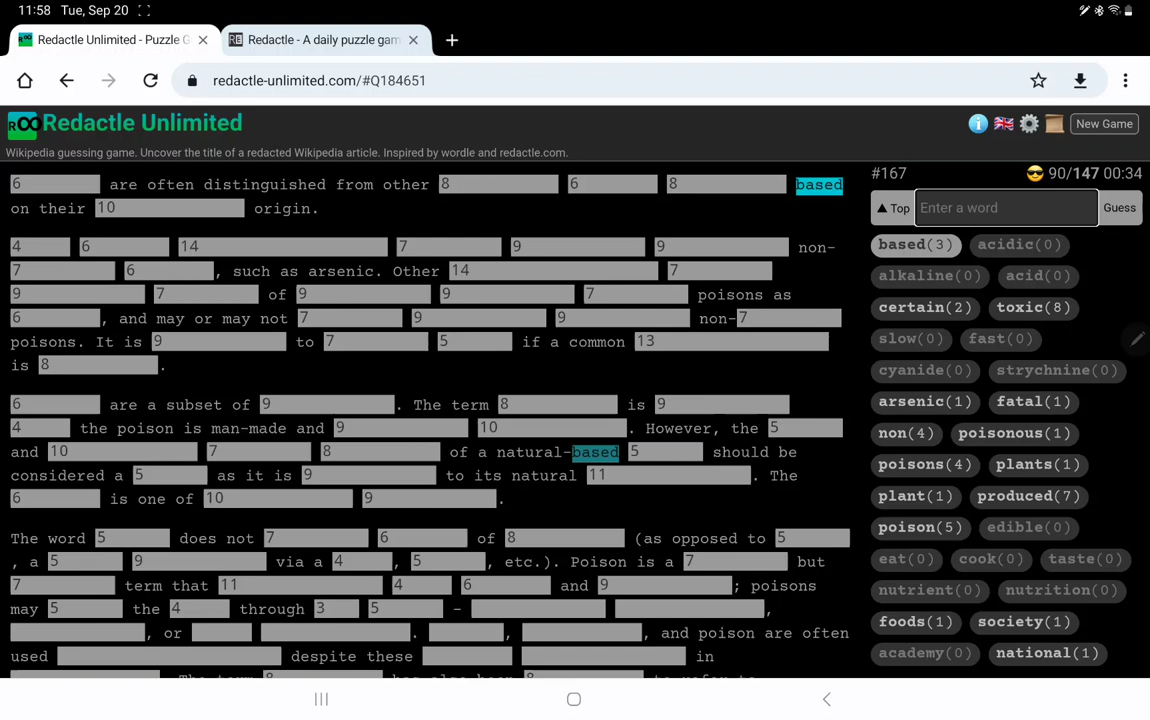 11:58 Tue, Sep 20
Redactle Unlimited - Puzzle G
Redactle - A daily puzzle gam
redactle-unlimited.com/#Q184651
Redactle Unlimited
New Game
Wikipedia guessing game. Uncover the title of a redacted Wikipedia article. Inspired by wordle and redactle.com.
#167 90/147 00:34
▲ Top Enter a word Guess
6 are often distinguished from other 8 6 8 based
on their 10 origin.
4 6 14 7 9 9 non-
7 6, such as arsenic. Other 14 7
9 7 of 9 9 7 poisons as
6, and may or may not 7 9 9 non-7
poisons. It is 9 to 7 5 if a common 13
is 8.
6 are a subset of 9. The term 8 is 9
4 the poison is man-made and 9 10. However, the 5
and 10 7 8 of a natural-based 5 should be
considered a 5 as it is 9 to its natural 11. The
6 is one of 10 9.
The word 5 does not 7 6 of 8 (as opposed to 5
, a 5 9 via a 4, 5, etc.). Poison is a 7 but
7 term that 11 4 6 and 9; poisons
may 5 the 4 through 3 5 -
, or . , , and poison are often
used despite these in
based(3) acidic(0)
alkaline(0) acid(0)
certain(2) toxic(8)
slow(0) fast(0)
cyanide(0) strychnine(0)
arsenic(1) fatal(1)
non(4) poisonous(1)
poisons(4) plants(1)
plant(1) produced(7)
poison(5) edible(0)
eat(0) cook(0) taste(0)
nutrient(0) nutrition(0)
foods(1) society(1)
academy(0) national(1)